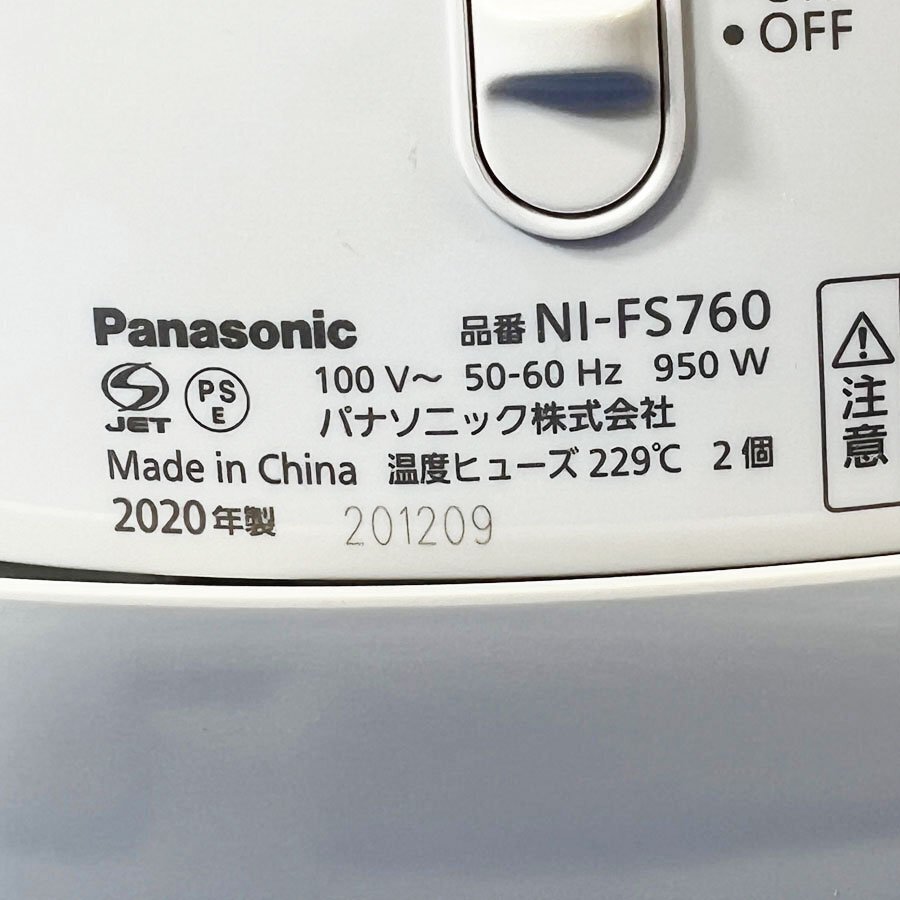 • OFF
Panasonic 品番 NI-FS760
JET PS E 100 V～ 50-60 Hz 950 W
パナソニック株式会社
Made in China 温度ヒューズ 229℃ 2個
2020年製 201209
注意